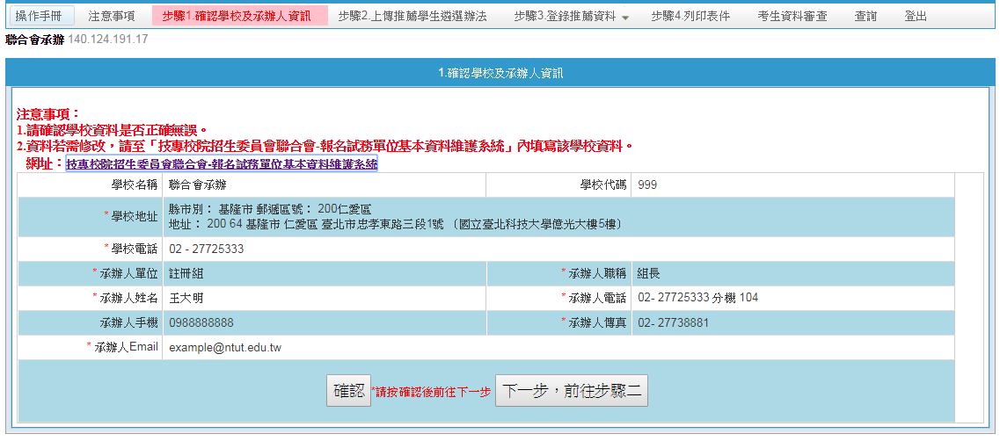 操作手冊 注意事項 步驟1.確認學校及承辦人資訊 步驟2.上傳推薦學生遴選辦法 步驟3.登錄推薦資料 步驟4.列印表件 考生資料審查 查詢 登出
聯合會承辦 140.124.191.17
1.確認學校及承辦人資訊
注意事項：
1.請確認學校資料是否正確無誤。
2.資料若需修改，請至「技專校院招生委員會聯合會-報名試務單位基本資料維護系統」內填寫該學校資料。
網址：技專校院招生委員會聯合會-報名試務單位基本資料維護系統
學校名稱 聯合會承辦 學校代碼 999
* 學校地址 縣市別： 基隆市 郵遞區號： 200仁愛區
地址： 200 64 基隆市 仁愛區 臺北市忠孝東路三段1號 〔國立臺北科技大學億光大樓5樓〕
* 學校電話 02 - 27725333
* 承辦人單位 註冊組 * 承辦人職稱 組長
* 承辦人姓名 王大明 * 承辦人電話 02- 27725333 分機 104
承辦人手機 0988888888 * 承辦人傳真 02- 27738881
* 承辦人Email example@ntut.edu.tw
確認 *請按確認後前往下一步 下一步，前往步驟二